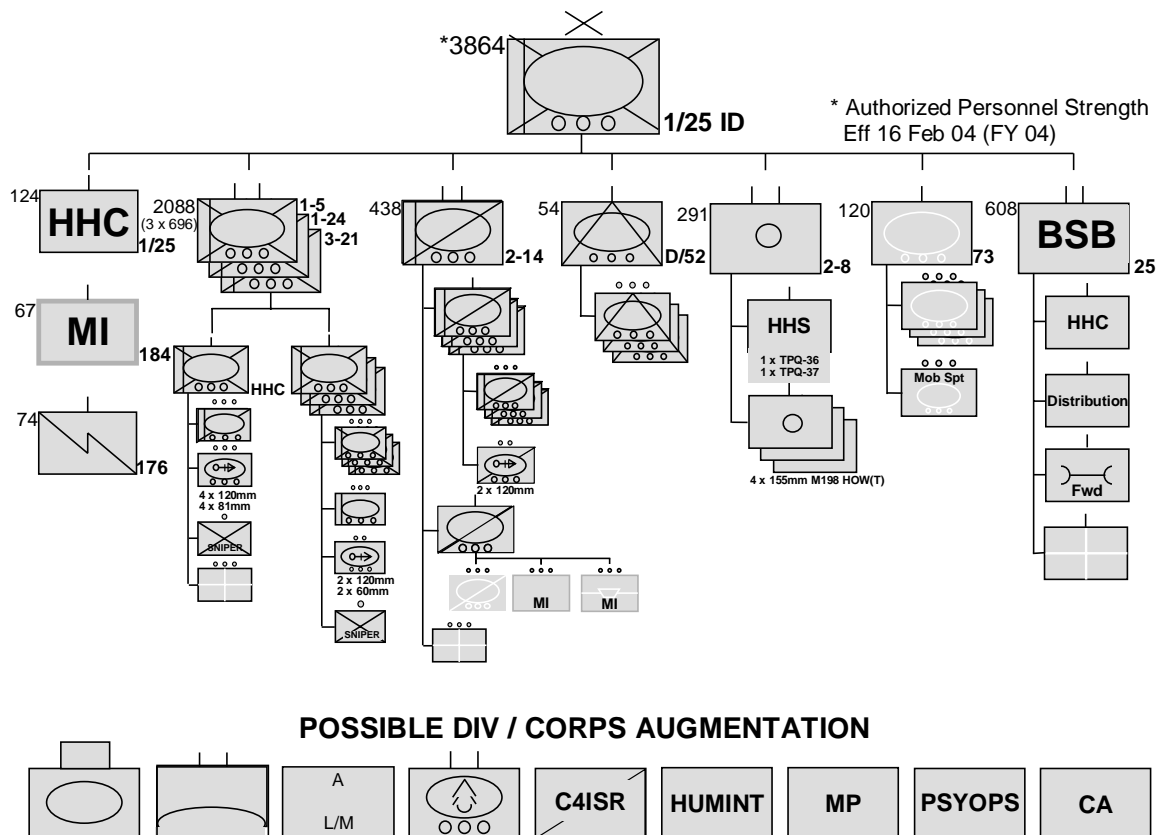 *3864
1/25 ID
* Authorized Personnel Strength
Eff 16 Feb 04 (FY 04)
124
HHC
1/25
2088
(3 x 696)
1-5
1-24
3-21
438
2-14
54
D/52
291
2-8
120
73
608
BSB
25
67
MI
184
74
176
HHC
4 x 120mm
4 x 81mm
SNIPER
2 x 120mm
2 x 60mm
SNIPER
2 x 120mm
MI
MI
HHS
1 x TPQ-36
1 x TPQ-37
4 x 155mm M198 HOW(T)
Mob Spt
HHC
Distribution
Fwd
POSSIBLE DIV / CORPS AUGMENTATION
A
L/M
C4ISR
HUMINT
MP
PSYOPS
CA